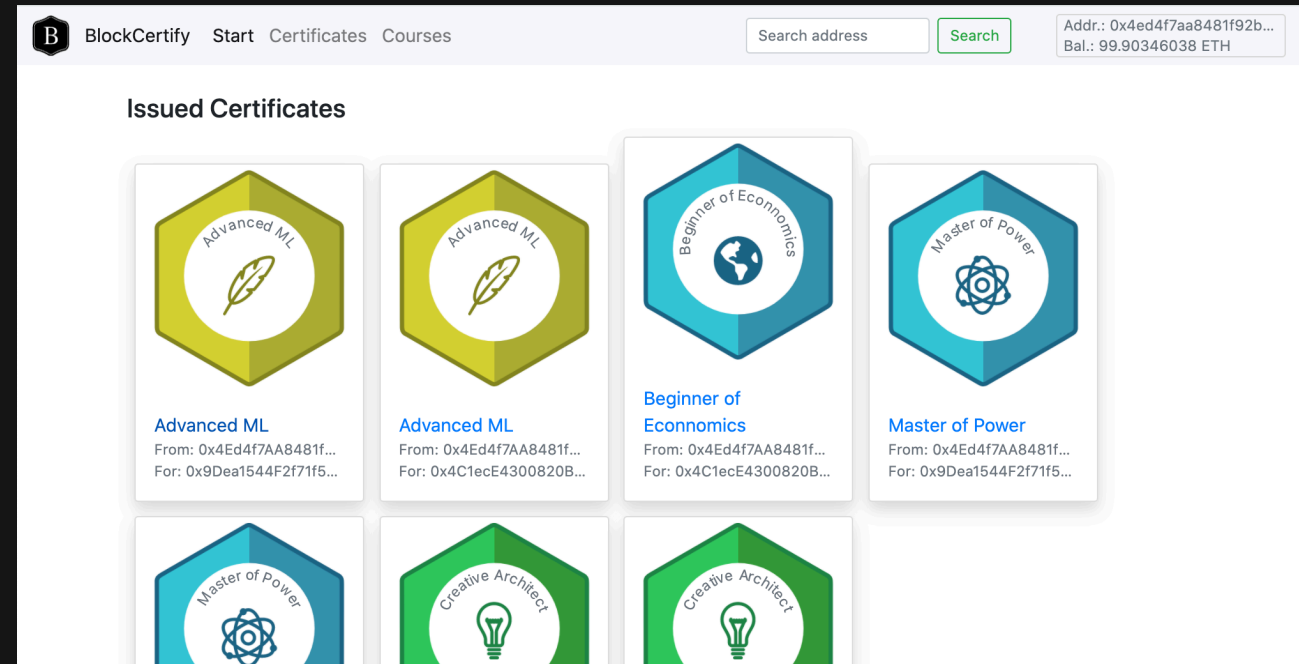 B BlockCertify Start Certificates Courses Search address Search Addr.: 0x4ed4f7aa8481f92b...
Bal.: 99.90346038 ETH
Issued Certificates
Advanced ML
Advanced ML
From: 0x4Ed4f7AA8481f...
For: 0x9Dea1544F2f71f5...
Advanced ML
Advanced ML
From: 0x4Ed4f7AA8481f...
For: 0x4C1ecE4300820B...
Beginner of Econnomics
Beginner of
Econnomics
From: 0x4Ed4f7AA8481f...
For: 0x4C1ecE4300820B...
Master of Power
Master of Power
From: 0x4Ed4f7AA8481f...
For: 0x9Dea1544F2f71f5...
Master of Power
Creative Architect
Creative Architect